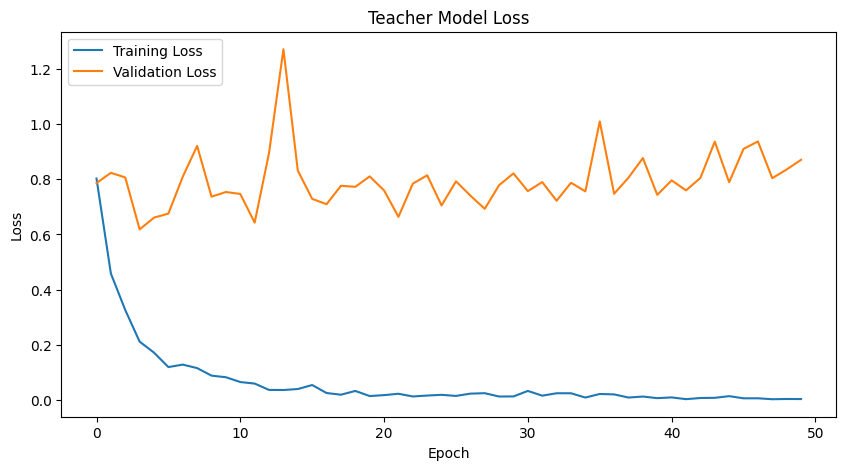 Teacher Model Loss
Training Loss
Validation Loss
Loss
1.2
1.0
0.8
0.6
0.4
0.2
0.0
0 10 20 30 40 50
Epoch